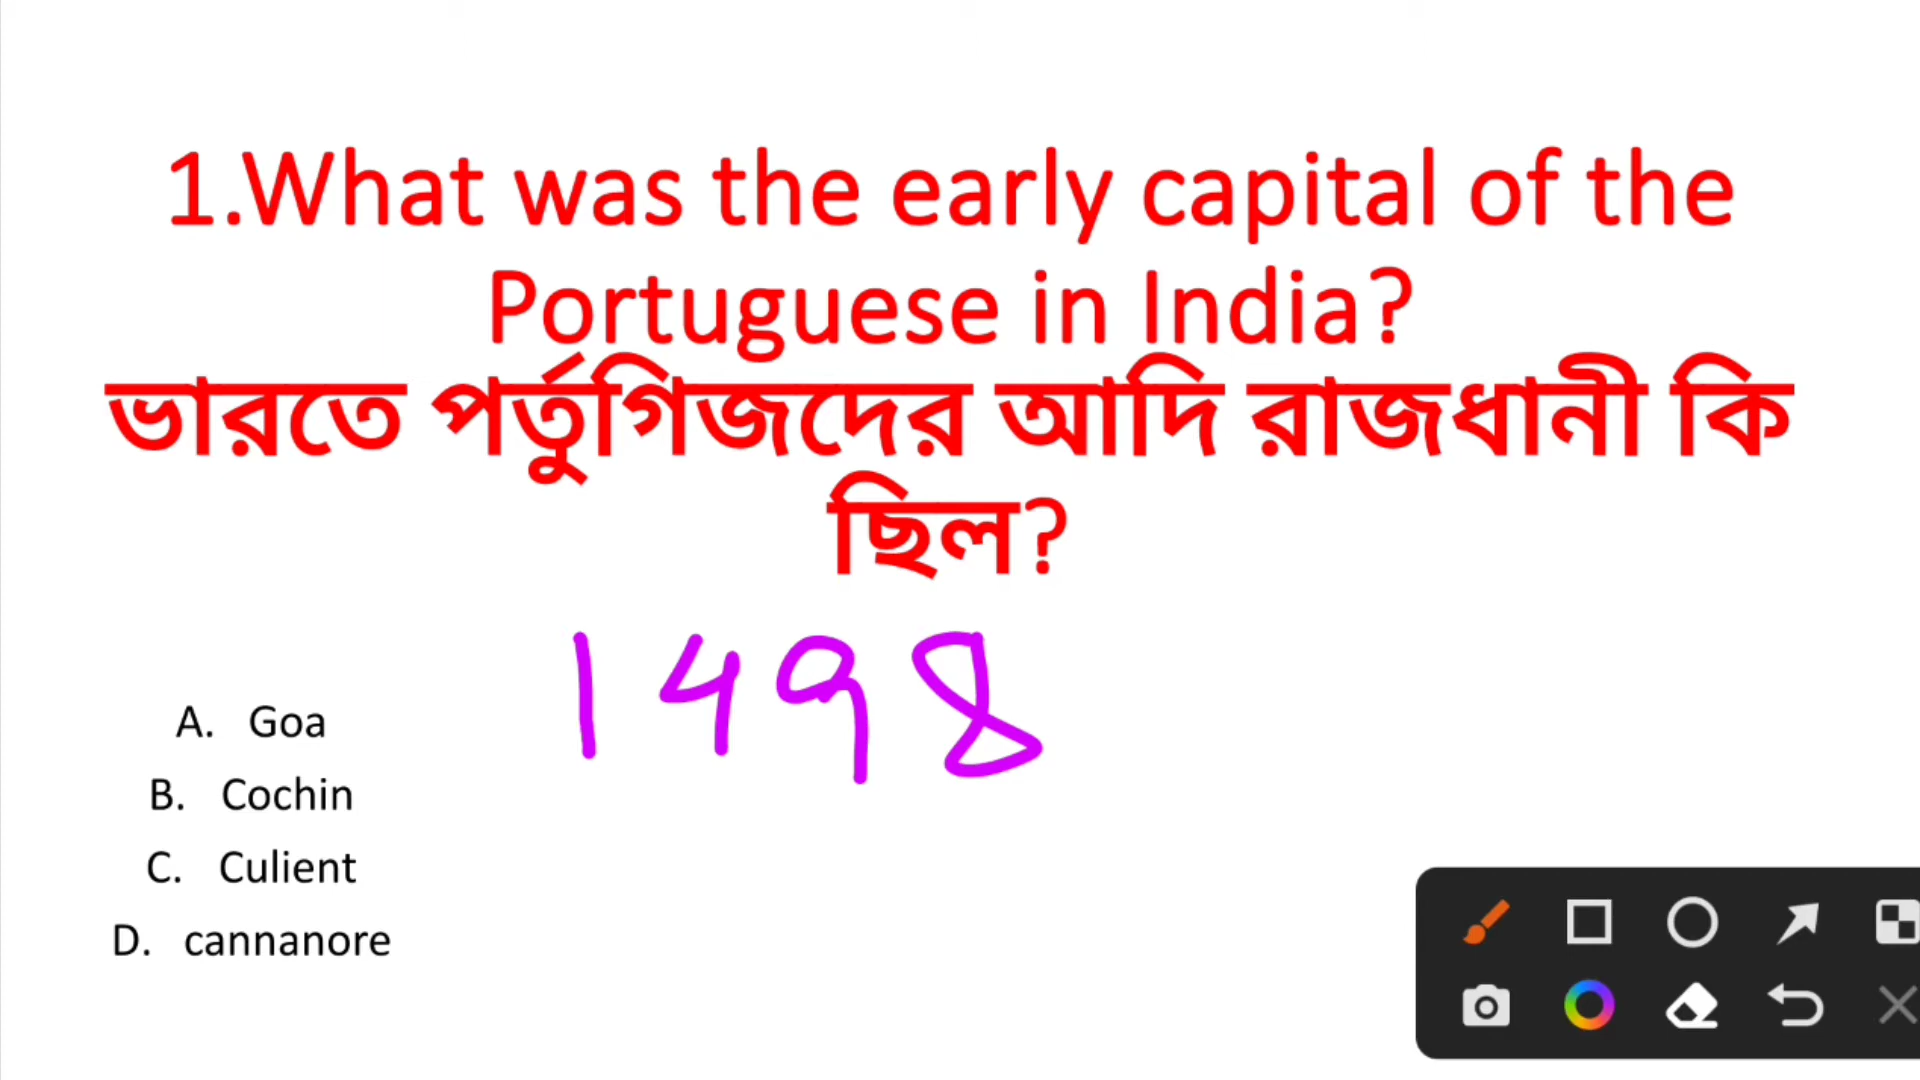 1.What was the early capital of the
Portuguese in India?
ভারতে পর্তুগিজদের আদি রাজধানী কি
ছিল?
1498
A. Goa
B. Cochin
C. Culient
D. cannanore